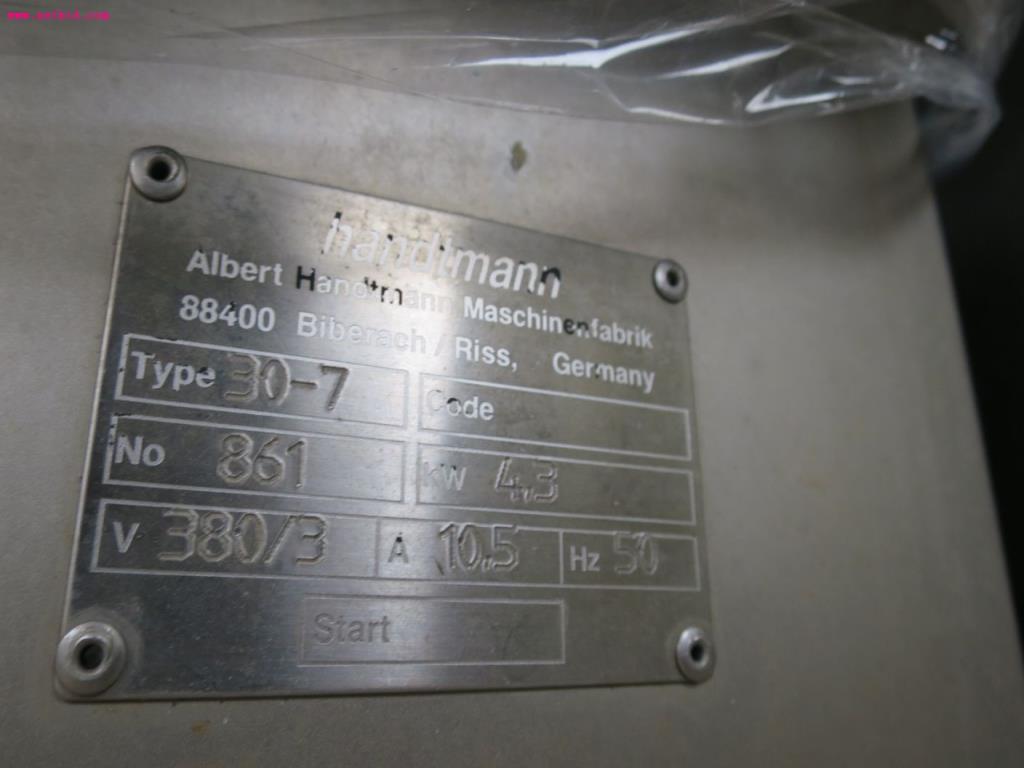 www.netbid.com
handtmann
Albert Handtmann Maschinenfabrik
88400 Biberach / Riss, Germany
Type 30-7 Code
No 861 kW 4,3
V 380/3 A 10.5 Hz 50
Start